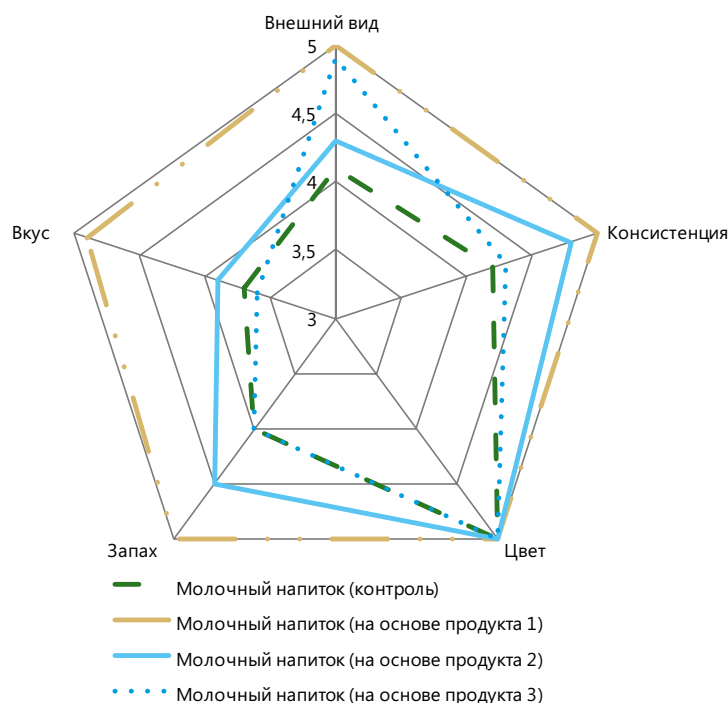 Внешний вид
5
4,5
4
3,5
3
Вкус
Консистенция
Запах
Цвет
Молочный напиток (контроль)
Молочный напиток (на основе продукта 1)
Молочный напиток (на основе продукта 2)
Молочный напиток (на основе продукта 3)